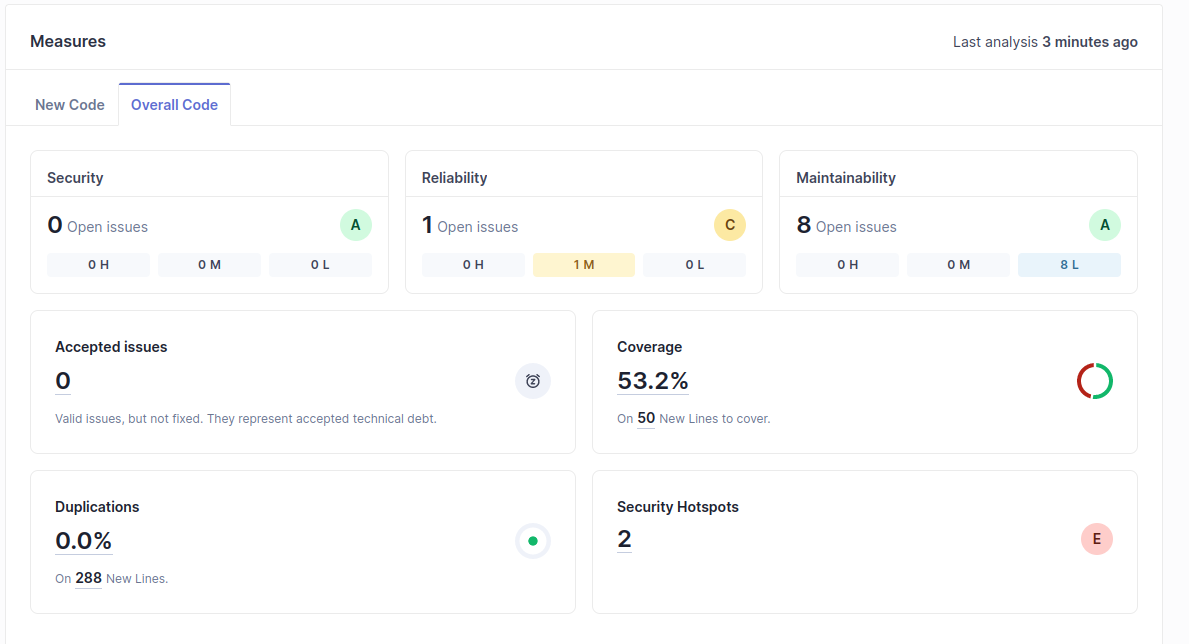 Measures
Last analysis 3 minutes ago
New Code
Overall Code
Security
0 Open issues
A
0 H
0 M
0 L
Reliability
1 Open issues
C
0 H
1 M
0 L
Maintainability
8 Open issues
A
0 H
0 M
8 L
Accepted issues
0
Valid issues, but not fixed. They represent accepted technical debt.
Coverage
53.2%
On 50 New Lines to cover.
Duplications
0.0%
On 288 New Lines.
Security Hotspots
2
E